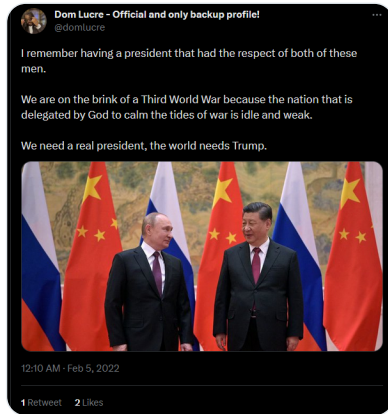 Dom Lucre - Official and only backup profile!
@domlucre
I remember having a president that had the respect of both of these
men.
We are on the brink of a Third World War because the nation that is
delegated by God to calm the tides of war is idle and weak.
We need a real president, the world needs Trump.
12:10 AM · Feb 5, 2022
1 Retweet 2 Likes